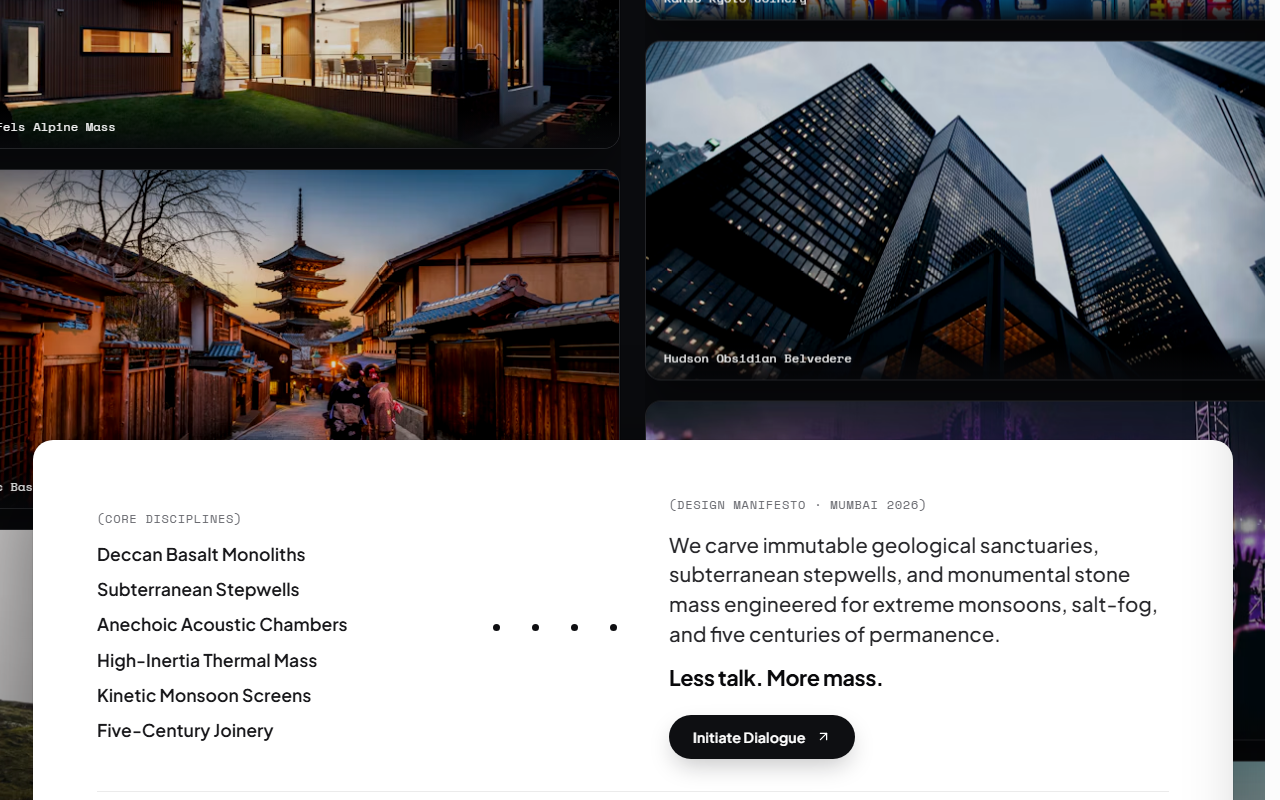 Alpine Mass
Hudson Obsidian Belvedere
(CORE DISCIPLINES)
Deccan Basalt Monoliths
Subterranean Stepwells
Anechoic Acoustic Chambers
High-Inertia Thermal Mass
Kinetic Monsoon Screens
Five-Century Joinery
(DESIGN MANIFESTO · MUMBAI 2026)
We carve immutable geological sanctuaries,
subterranean stepwells, and monumental stone
mass engineered for extreme monsoons, salt-fog,
and five centuries of permanence.
Less talk. More mass.
Initiate Dialogue